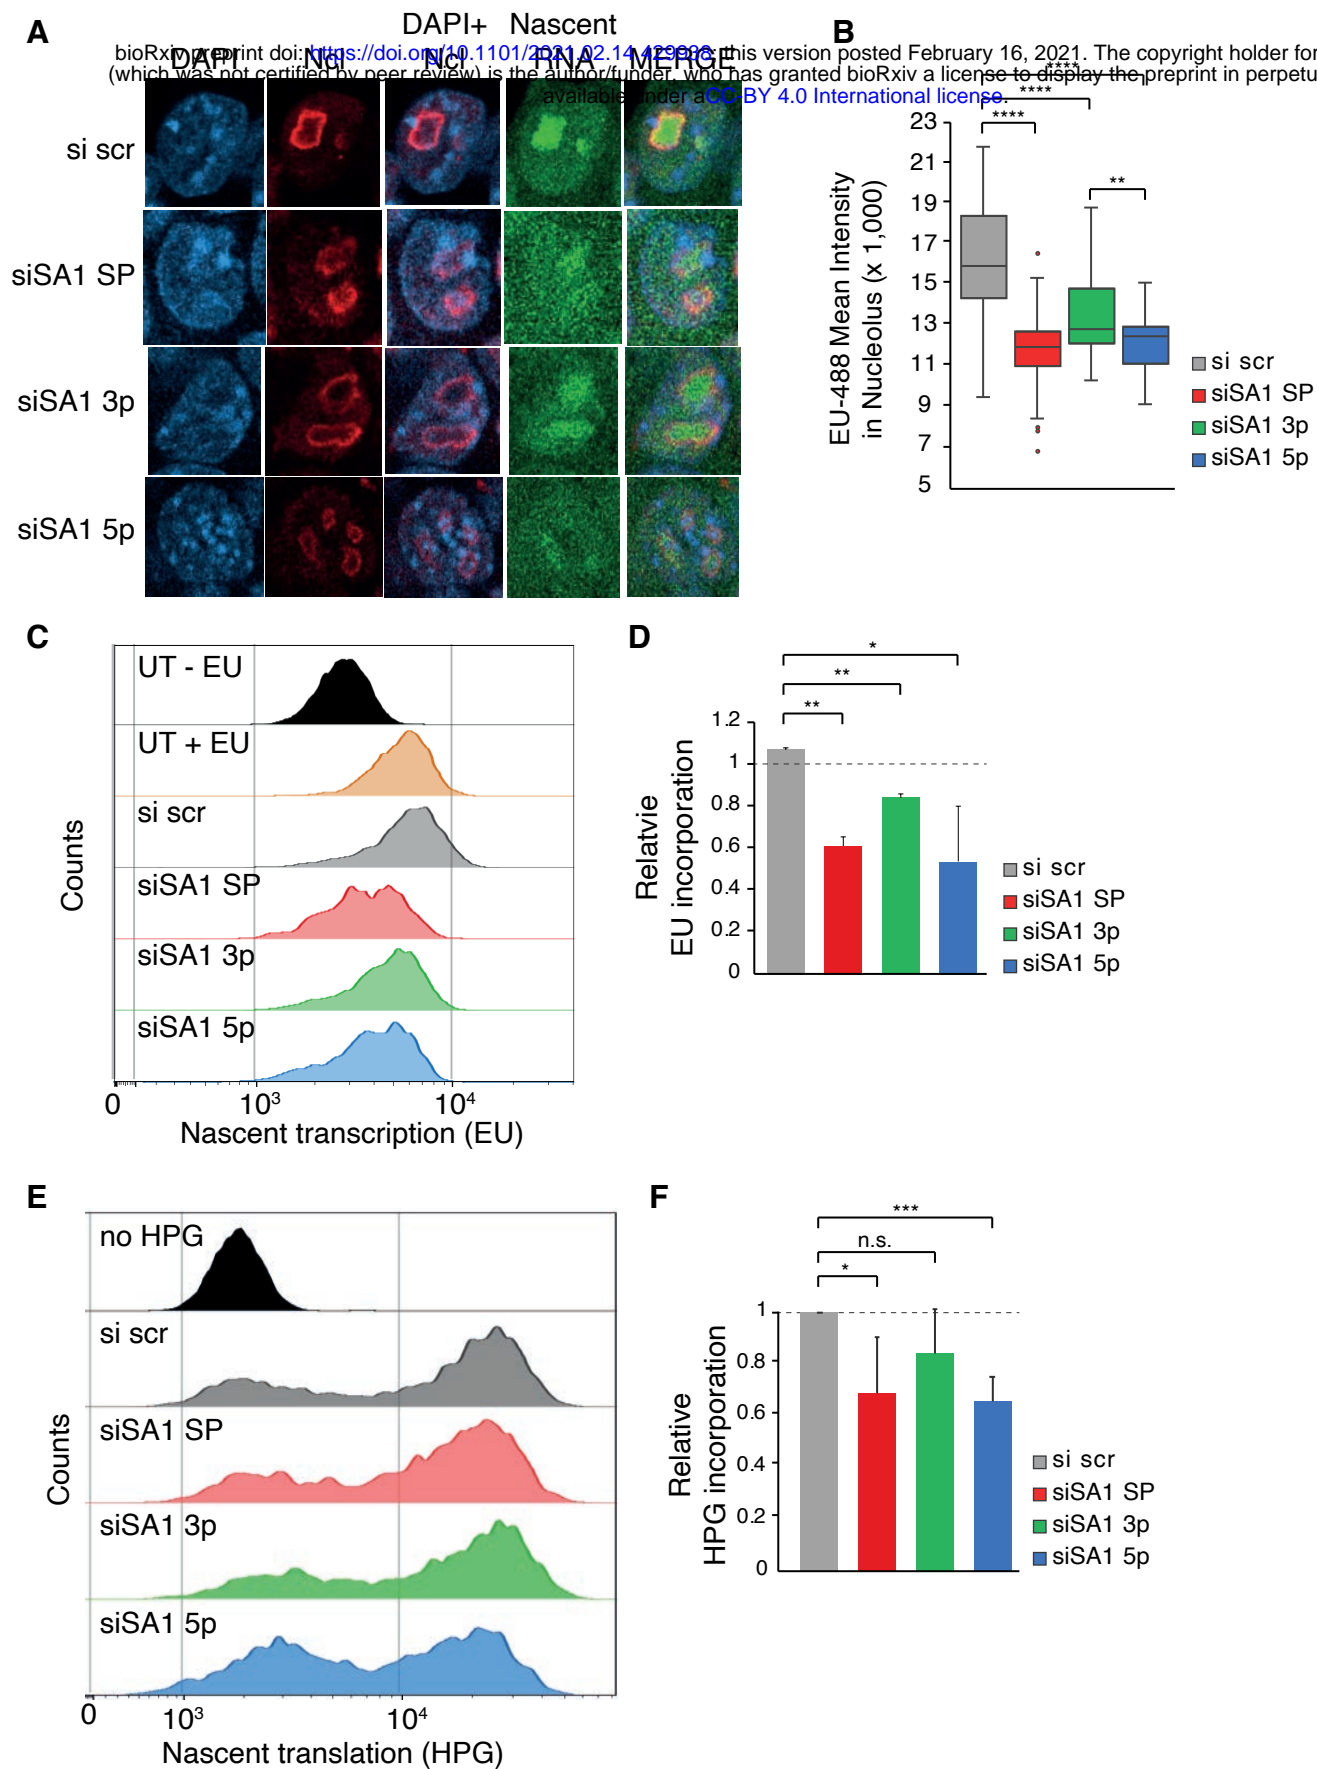 A
DAPI+ Nascent
B
bioRxiv preprint doi: https://doi.org/10.1101/2021.02.14.429938; this version posted February 16, 2021. The copyright holder for
DAPI Ncl Ncl RNA MERGE
(which was not certified by peer review) is the author/funder, who has granted bioRxiv a license to display the preprint in perpetu
available under aCC-BY 4.0 International license.
si scr
siSA1 SP
siSA1 3p
siSA1 5p
****
****
****
**
23
21
19
17
15
13
11
9
7
5
EU-488 Mean Intensity
in Nucleolus (x 1,000)
si scr
siSA1 SP
siSA1 3p
siSA1 5p
C
UT - EU
UT + EU
si scr
siSA1 SP
siSA1 3p
siSA1 5p
Counts
0 10³ 10⁴
Nascent transcription (EU)
D
*
**
**
1.2
1
0.8
0.6
0.4
0.2
0
Relatvie
EU incorporation
si scr
siSA1 SP
siSA1 3p
siSA1 5p
E
no HPG
si scr
siSA1 SP
siSA1 3p
siSA1 5p
Counts
0 10³ 10⁴
Nascent translation (HPG)
F
***
n.s.
*
1
0.8
0.6
0.4
0.2
0
Relative
HPG incorporation
si scr
siSA1 SP
siSA1 3p
siSA1 5p